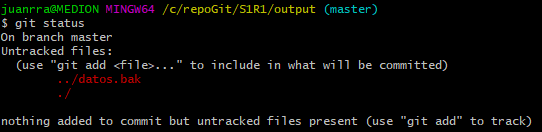 juanrra@MEDION MINGW64 /c/repoGit/S1R1/output (master)
$ git status
On branch master
Untracked files:
  (use "git add <file>..." to include in what will be committed)
        ../datos.bak
        ./

nothing added to commit but untracked files present (use "git add" to track)